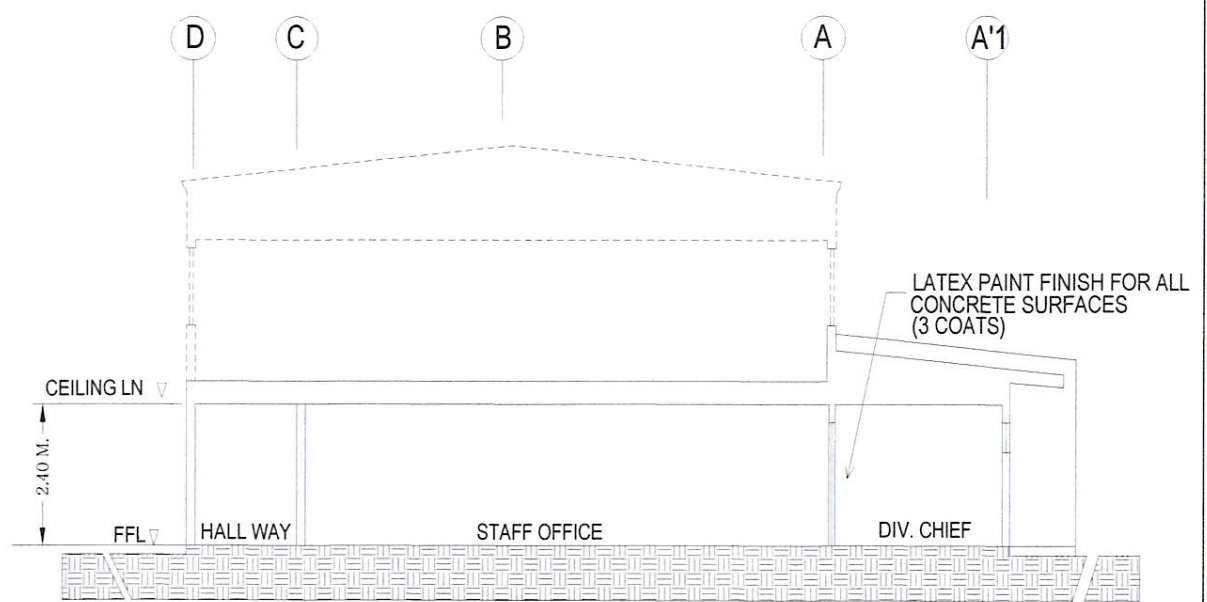 D
C
B
A
A'1
LATEX PAINT FINISH FOR ALL
CONCRETE SURFACES
(3 COATS)
CEILING LN
2.40 M.
FFL
HALL WAY
STAFF OFFICE
DIV. CHIEF